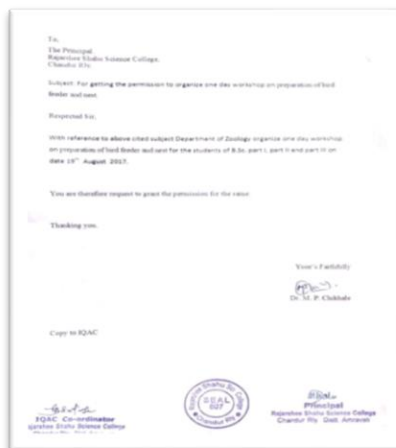 To,
The Principal
Rajarshee Shahu Science College,
Chandur Rly.
Subject: For getting the permission to organize one day workshop on preparation of bird
feeder and nest.
Respected Sir,
With reference to above cited subject Department of Zoology organize one day workshop
on preparation of bird feeder and nest for the students of B.Sc. part I, part II and part III on
date 19th August 2017.
You are therefore request to grant the permission for the same.
Thanking you.
Your's Faithfully
Dr. M. P. Chikhale
Copy to IQAC
IQAC Co-ordinator
Rajarshee Shahu Science College
SEAL
Principal
Rajarshee Shahu Science College
Chandur Rly. Distt. Amravati